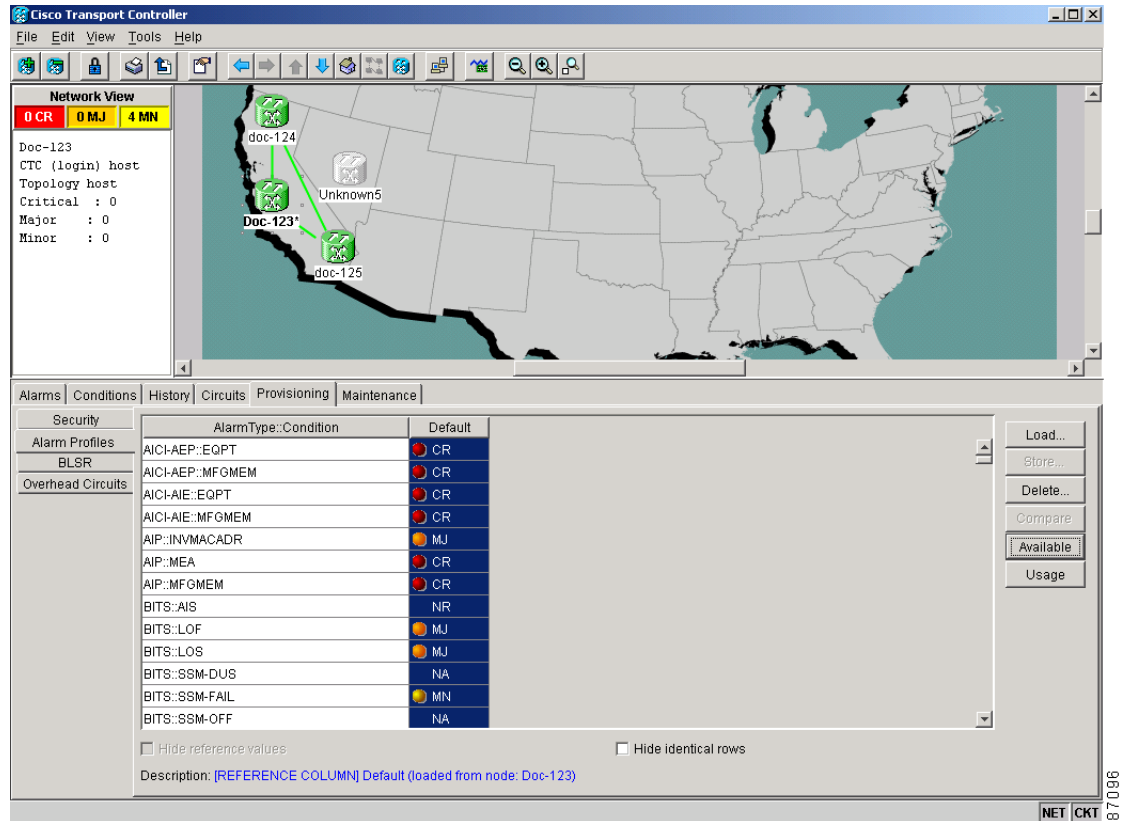 Cisco Transport Controller
File Edit View Tools Help
Network View
0 CR 0 MJ 4 MN
Doc-123
CTC (login) host
Topology host
Critical : 0
Major : 0
Minor : 0
doc-124
Unknown5
Doc-123*
doc-125
Alarms Conditions History Circuits Provisioning Maintenance
Security
Alarm Profiles
BLSR
Overhead Circuits
AlarmType::Condition Default
AICI-AEP::EQPT CR
AICI-AEP::MFGMEM CR
AICI-AIE::EQPT CR
AICI-AIE::MFGMEM CR
AIP::INVMACADR MJ
AIP::MEA CR
AIP::MFGMEM CR
BITS::AIS NR
BITS::LOF MJ
BITS::LOS MJ
BITS::SSM-DUS NA
BITS::SSM-FAIL MN
BITS::SSM-OFF NA
Load...
Store...
Delete...
Compare
Available
Usage
Hide reference values Hide identical rows
Description: [REFERENCE COLUMN] Default (loaded from node: Doc-123)
NET CKT
87096